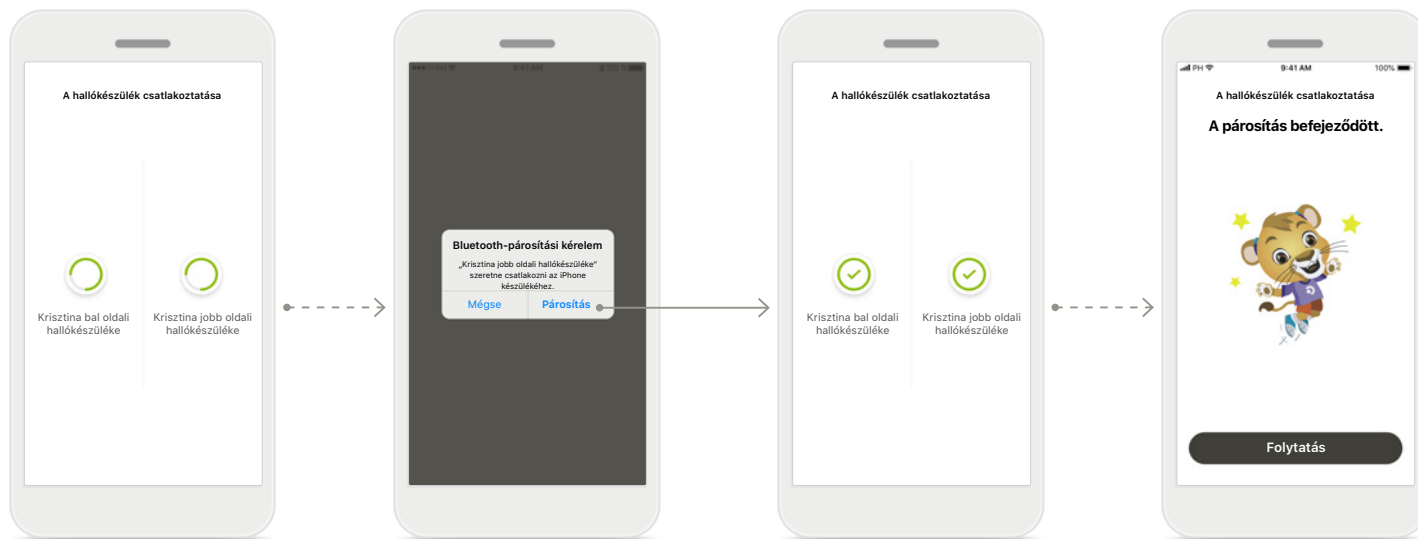 A hallókészülék csatlakoztatása
Krisztina bal oldali
hallókészüléke
Krisztina jobb oldali
hallókészüléke
9:41 AM
100 %
Bluetooth-párosítási kérelem
„Krisztina jobb oldali hallókészüléke”
szeretne csatlakozni az iPhone
készülékéhez.
Mégse
Párosítás
A hallókészülék csatlakoztatása
Krisztina bal oldali
hallókészüléke
Krisztina jobb oldali
hallókészüléke
PH
9:41 AM
100%
A hallókészülék csatlakoztatása
A párosítás befejeződött.
Folytatás